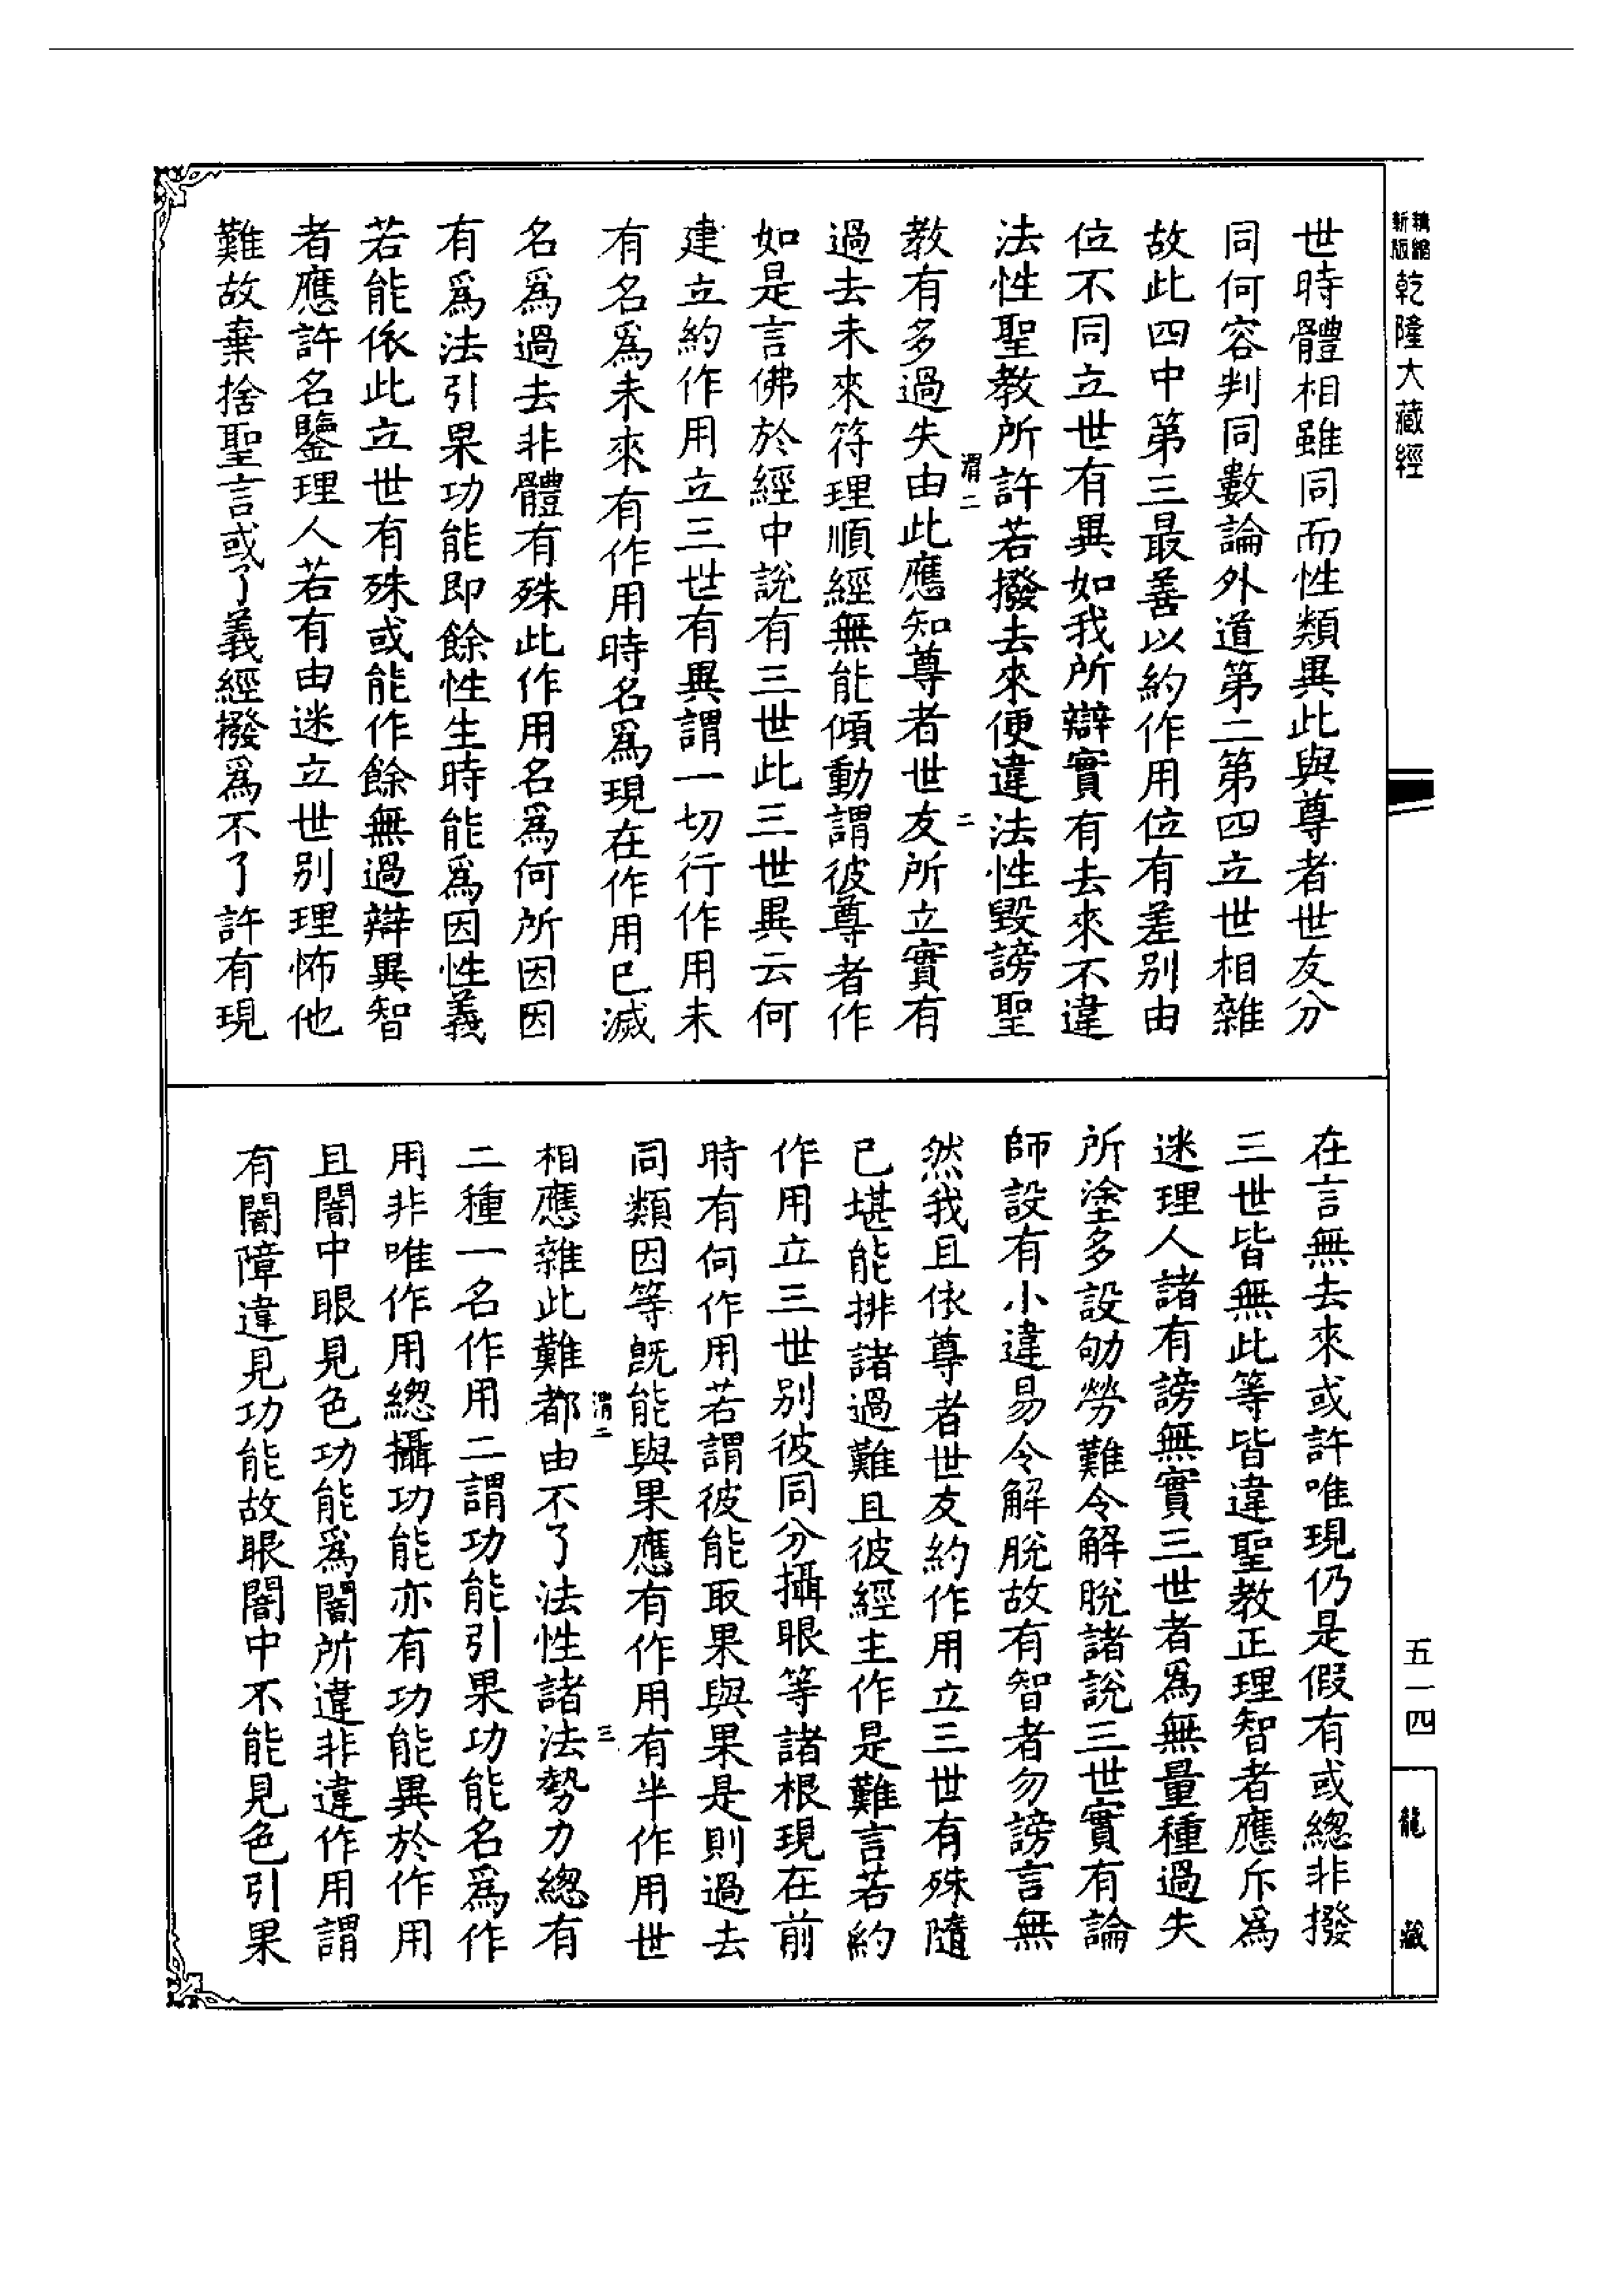 精縮
新版
乾隆大藏經
世時體相雖同而性類異此與尊者世友分
同何容判同數論外道第二第四立世相雜
故此四中第三最善以約作用位有差別由
位不同立世有異如我所辯實有去來不違
法性聖教所許若撥去來便違法性毀謗聖
渭二
二
教有多過失由此應知尊者世友所立實有
過去未來符理順經無能傾動謂彼尊者作
如是言佛於經中說有三世此三世異云何
建立約作用立三世有異謂一切行作用未
有名爲未來有作用時名爲現在作用已滅
名爲過去非體有殊此作用名爲何所因因
有爲法引果功能即餘性生時能爲因性義
若能依此立世有殊或能作餘無過辯異智
者應許名鑒理人若有由迷立世別理怖他
難故棄捨聖言或了義經撥爲不了許有現
在言無去來或許唯現仍是假有或總非撥
三世皆無此等皆違聖教正理智者應斥爲
迷理人諸有謗無實三世者爲無量種過失
所塗多設劬勞難令解脫諸說三世實有論
師設有小違易令解脫故有智者勿謗言無
然我且依尊者世友約作用立三世有殊隨
已堪能排諸過難且彼經主作是難言若約
作用立三世別彼同分攝眼等諸根現在前
時有何作用若謂彼能取果與果是則過去
同類因等既能與果應有作用有半作用世
渭二
三
相應雜此難都由不了法性諸法勢力總有
二種一名作用二謂功能引果功能名爲作
用非唯作用總攝功能亦有功能異於作用
且闇中眼見色功能爲闇所違非違作用謂
有闇障違見功能故眼闇中不能見色引果
五一四
龍藏